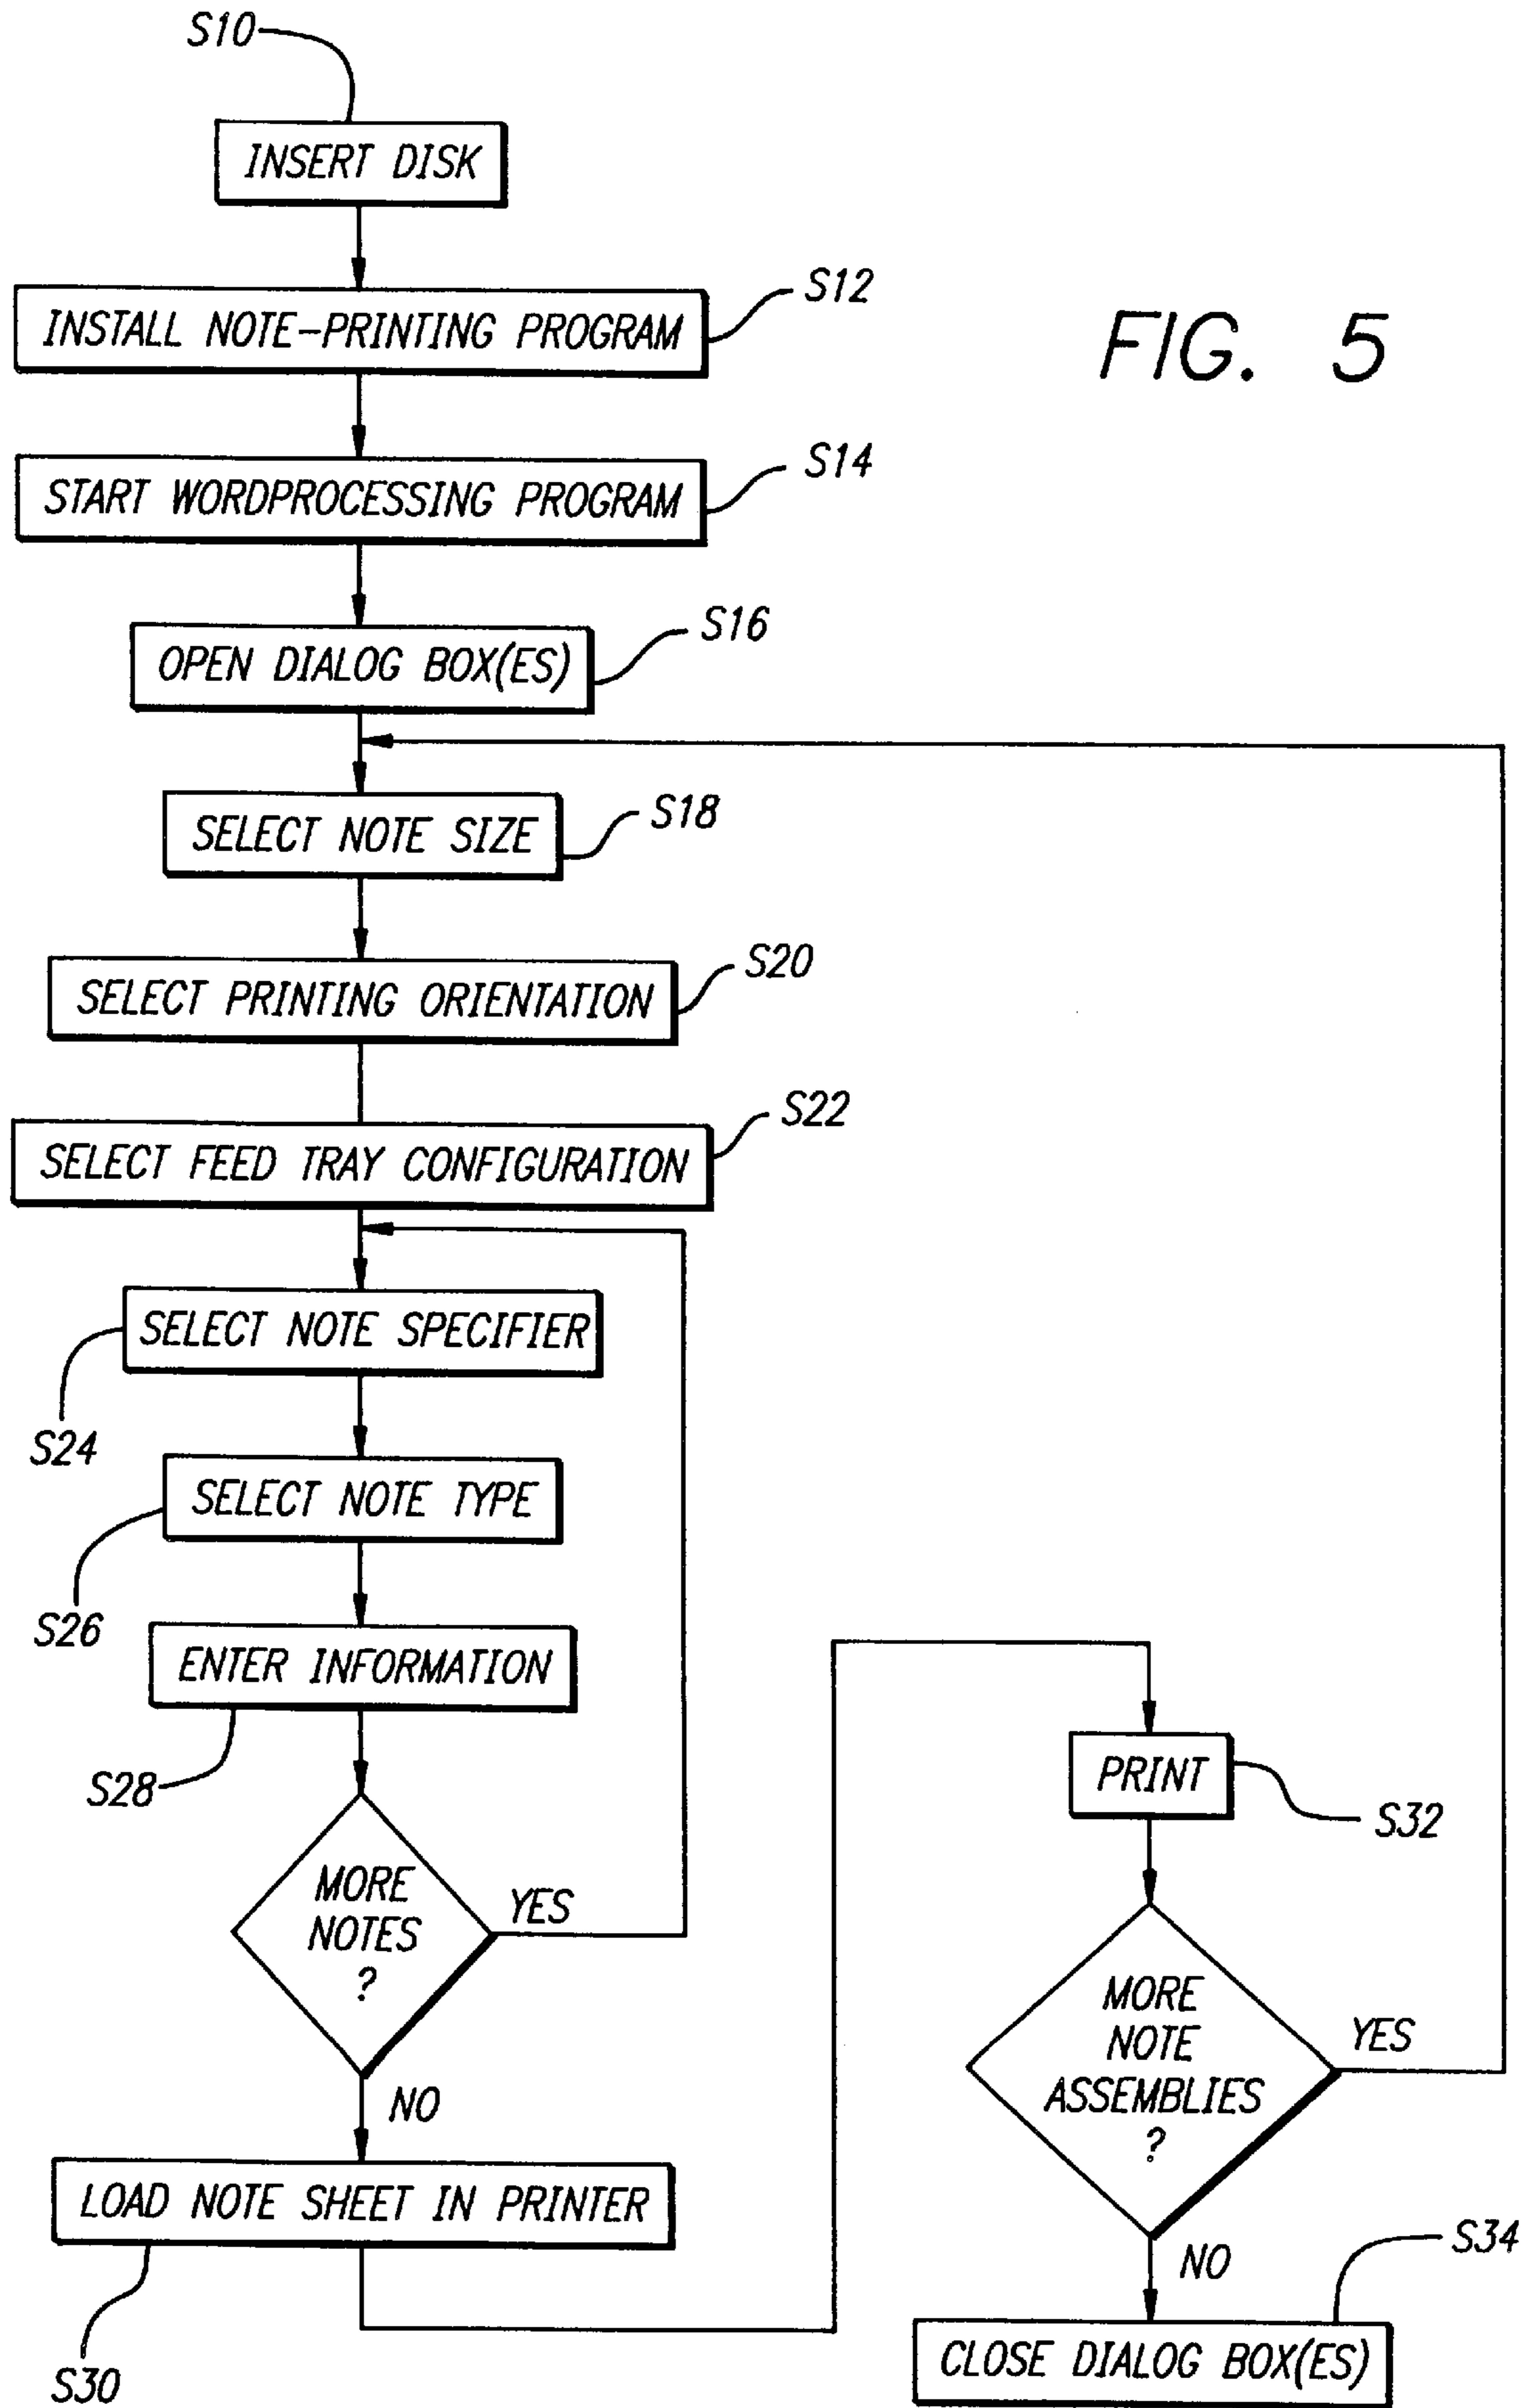 S10
INSERT DISK
INSTALL NOTE-PRINTING PROGRAM
S12
FIG. 5
START WORDPROCESSING PROGRAM
S14
OPEN DIALOG BOX(ES)
S16
SELECT NOTE SIZE
S18
SELECT PRINTING ORIENTATION
S20
SELECT FEED TRAY CONFIGURATION
S22
SELECT NOTE SPECIFIER
S24
SELECT NOTE TYPE
S26
ENTER INFORMATION
S28
MORE
NOTES
?
YES
NO
LOAD NOTE SHEET IN PRINTER
S30
PRINT
S32
MORE
NOTE
ASSEMBLIES
?
YES
NO
S34
CLOSE DIALOG BOX(ES)